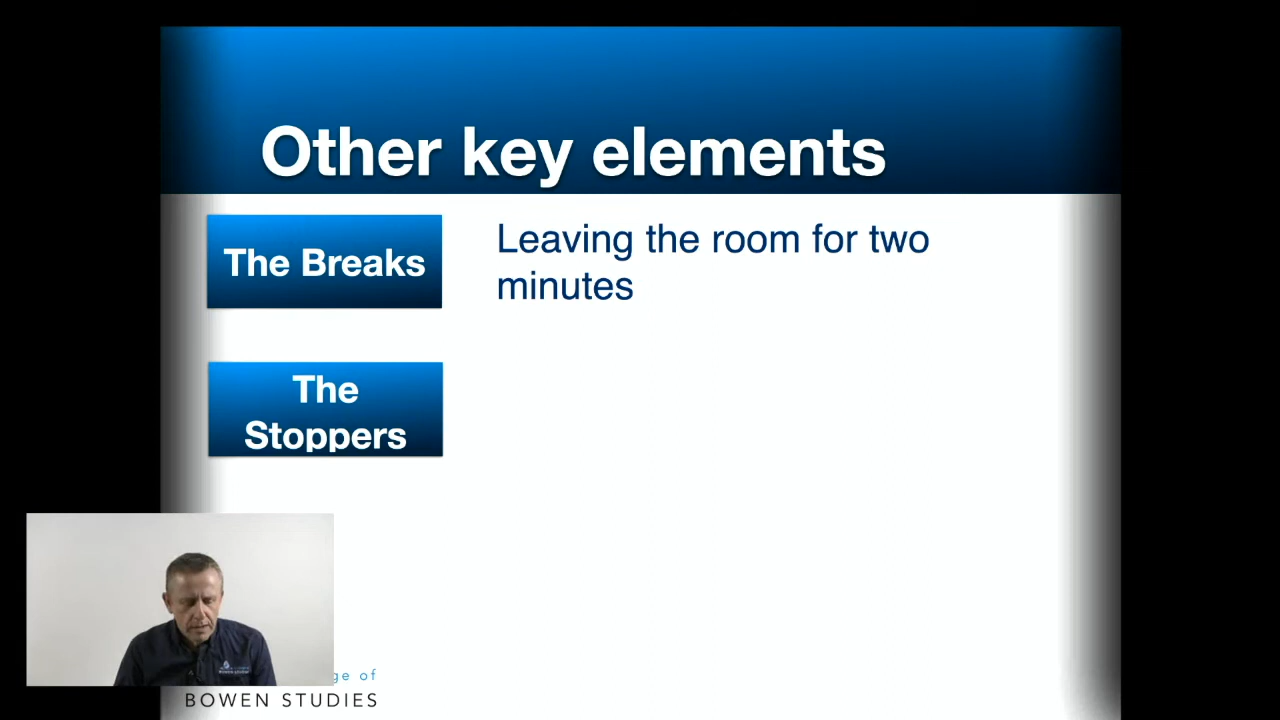 Other key elements
The Breaks
Leaving the room for two
minutes
The
Stoppers
ge of
BOWEN STUDIES